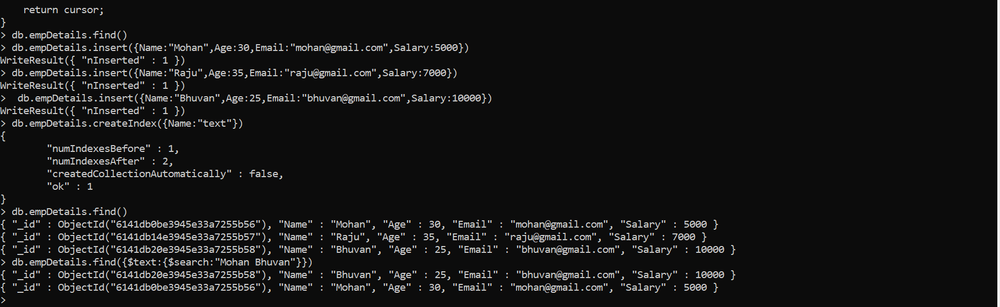 return cursor;
}
> db.empDetails.find()
> db.empDetails.insert({Name:"Mohan",Age:30,Email:"mohan@gmail.com",Salary:5000})
WriteResult({ "nInserted" : 1 })
> db.empDetails.insert({Name:"Raju",Age:35,Email:"raju@gmail.com",Salary:7000})
WriteResult({ "nInserted" : 1 })
>  db.empDetails.insert({Name:"Bhuvan",Age:25,Email:"bhuvan@gmail.com",Salary:10000})
WriteResult({ "nInserted" : 1 })
> db.empDetails.createIndex({Name:"text"})
{
        "numIndexesBefore" : 1,
        "numIndexesAfter" : 2,
        "createdCollectionAutomatically" : false,
        "ok" : 1
}
> db.empDetails.find()
{ "_id" : ObjectId("6141db0be3945e33a7255b56"), "Name" : "Mohan", "Age" : 30, "Email" : "mohan@gmail.com", "Salary" : 5000 }
{ "_id" : ObjectId("6141db14e3945e33a7255b57"), "Name" : "Raju", "Age" : 35, "Email" : "raju@gmail.com", "Salary" : 7000 }
{ "_id" : ObjectId("6141db20e3945e33a7255b58"), "Name" : "Bhuvan", "Age" : 25, "Email" : "bhuvan@gmail.com", "Salary" : 10000 }
> db.empDetails.find({$text:{$search:"Mohan Bhuvan"}})
{ "_id" : ObjectId("6141db20e3945e33a7255b58"), "Name" : "Bhuvan", "Age" : 25, "Email" : "bhuvan@gmail.com", "Salary" : 10000 }
{ "_id" : ObjectId("6141db0be3945e33a7255b56"), "Name" : "Mohan", "Age" : 30, "Email" : "mohan@gmail.com", "Salary" : 5000 }
>